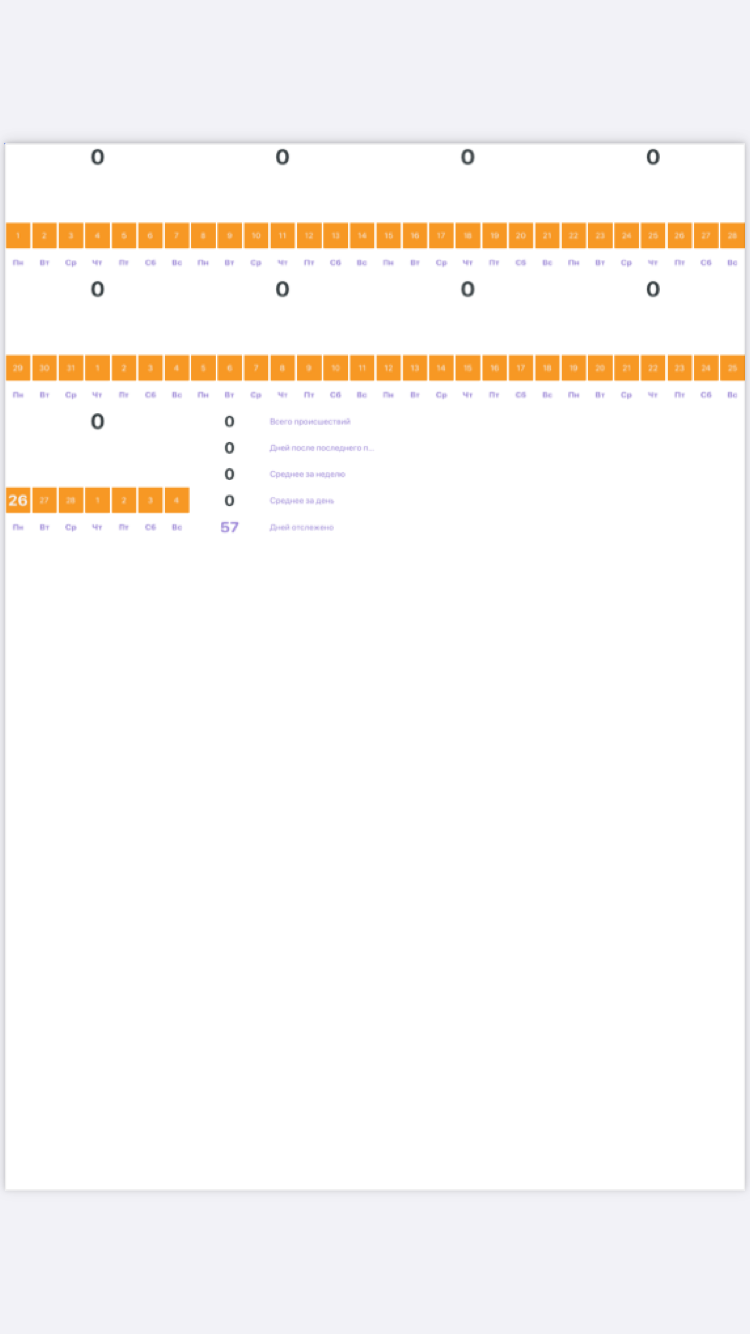 0 0 0 0
1 2 3 4 5 6 7 8 9 10 11 12 13 14 15 16 17 18 19 20 21 22 23 24 25 26 27 28
Пн Вт Ср Чт Пт Сб Вс Пн Вт Ср Чт Пт Сб Вс Пн Вт Ср Чт Пт Сб Вс Пн Вт Ср Чт Пт Сб Вс
0 0 0 0
29 30 31 1 2 3 4 5 6 7 8 9 10 11 12 13 14 15 16 17 18 19 20 21 22 23 24 25
Пн Вт Ср Чт Пт Сб Вс Пн Вт Ср Чт Пт Сб Вс Пн Вт Ср Чт Пт Сб Вс Пн Вт Ср Чт Пт Сб Вс
0 0 Всего происшествий
0 Дней после последнего п...
0 Среднее за неделю
26 27 28 1 2 3 4 0 Среднее за день
Пн Вт Ср Чт Пт Сб Вс 57 Дней отслежено